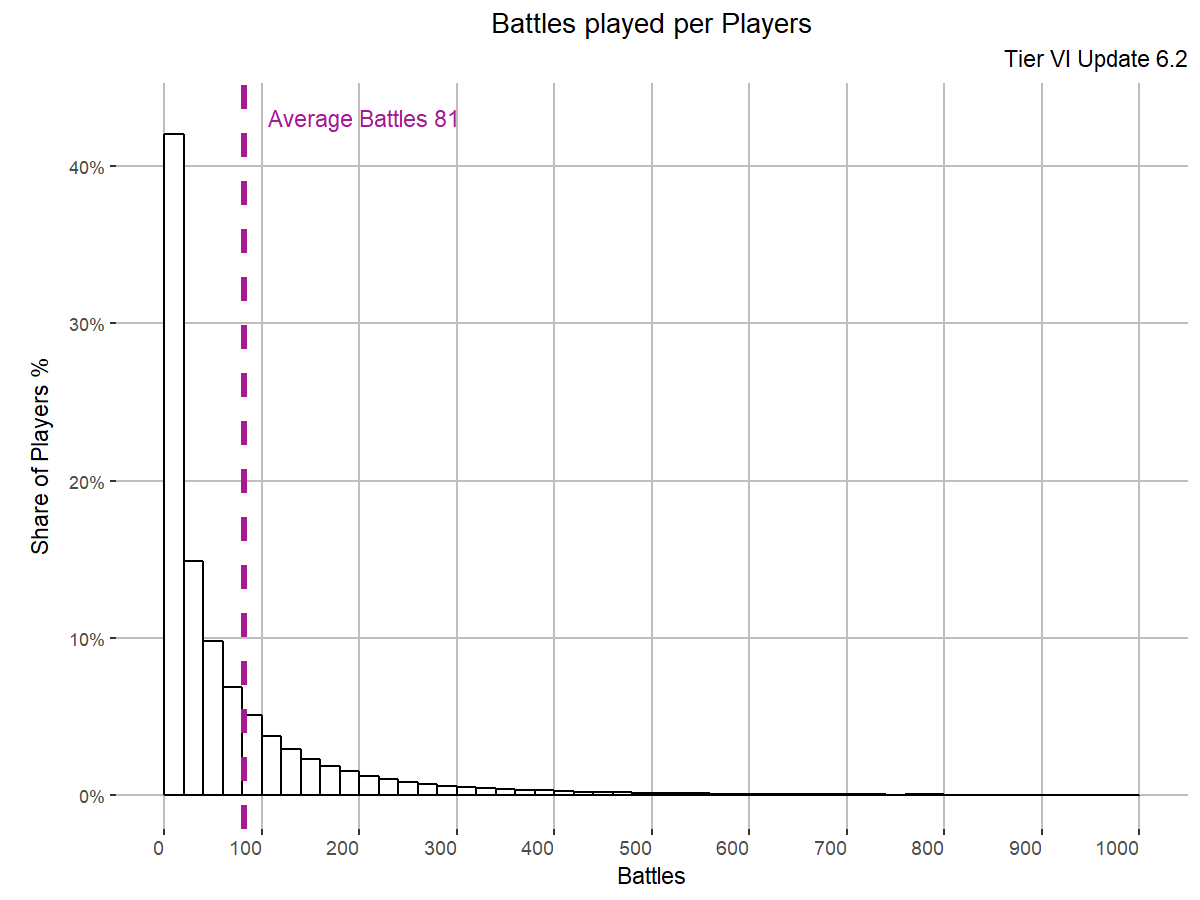 Battles played per Players
Tier VI Update 6.2
Average Battles 81
40%
30%
20%
10%
0%
Share of Players %
0 100 200 300 400 500 600 700 800 900 1000
Battles